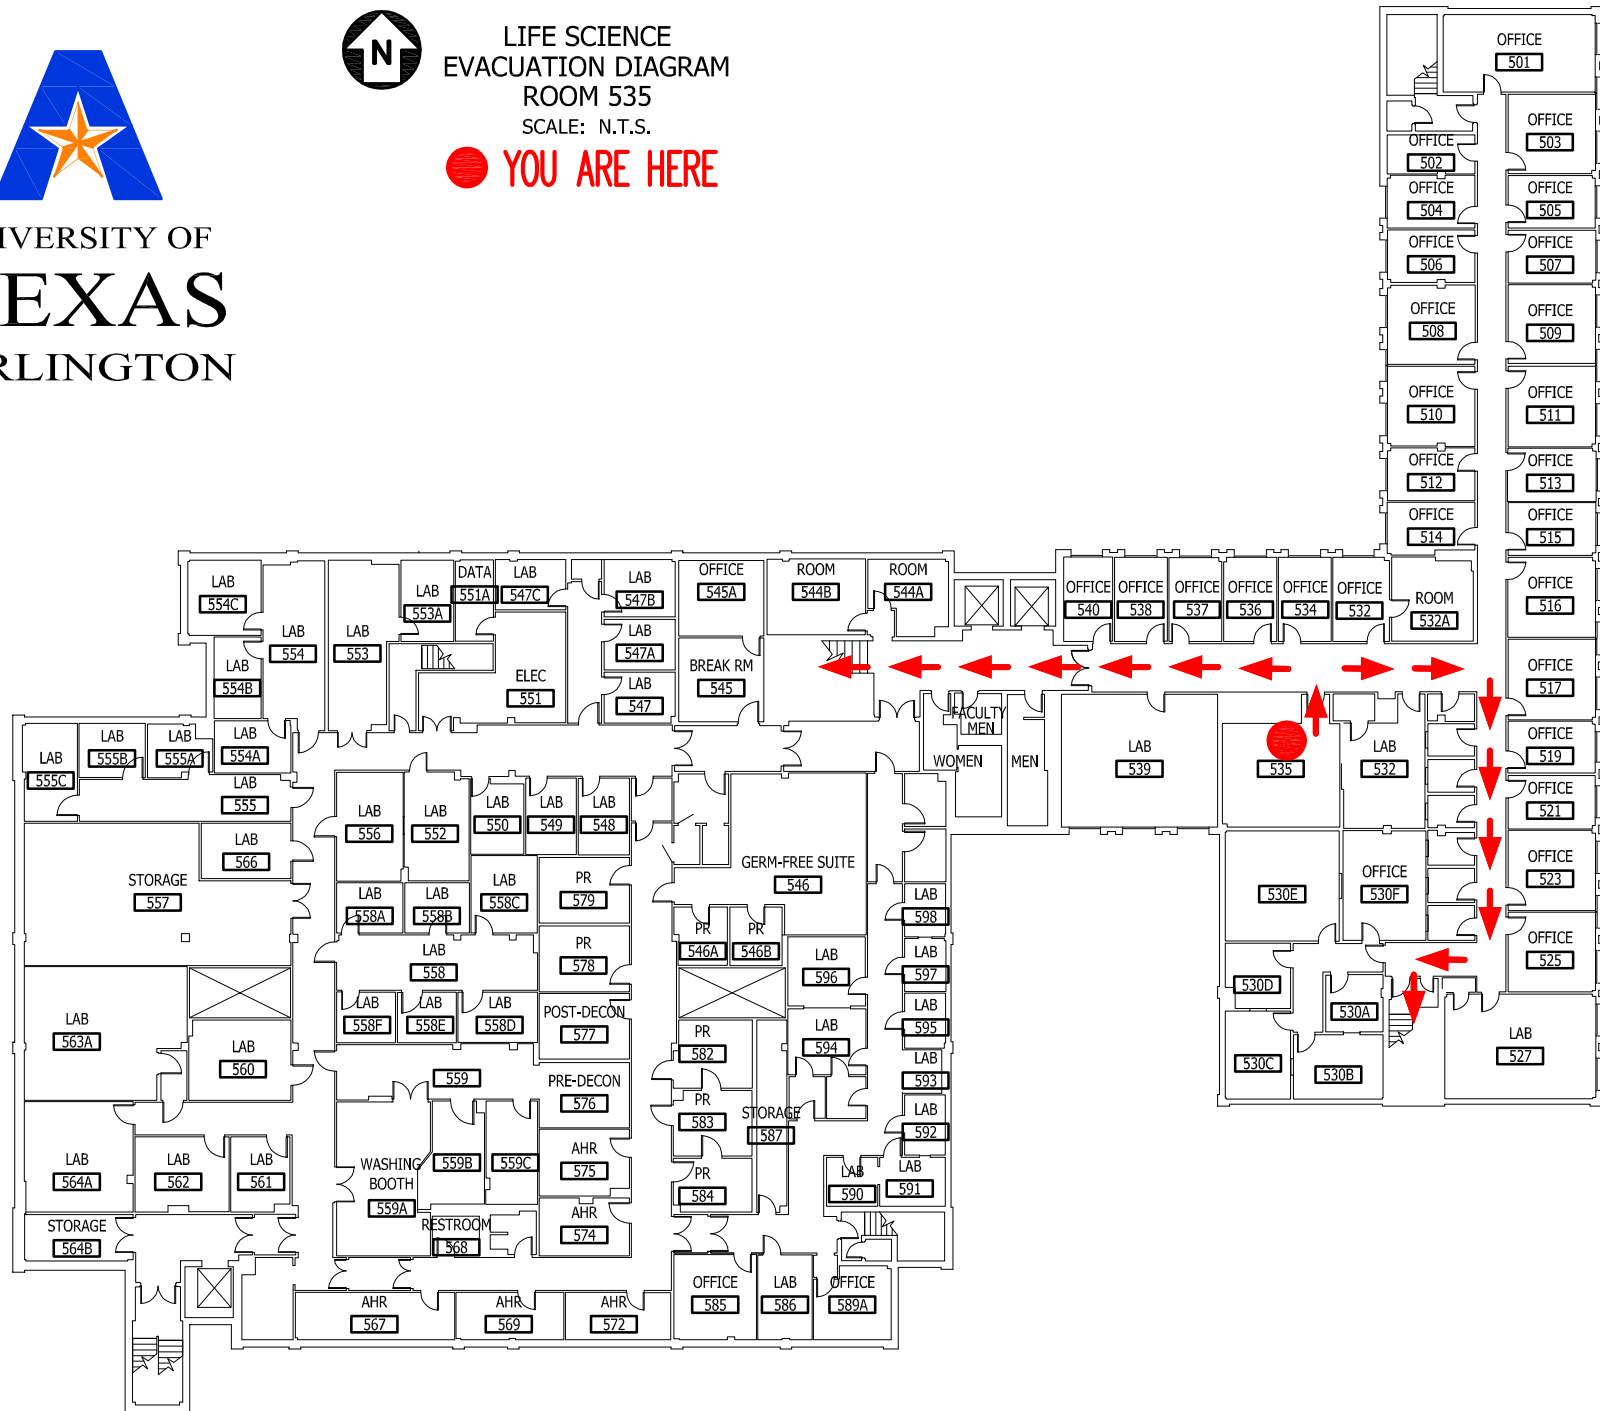 N
LIFE SCIENCE
EVACUATION DIAGRAM
ROOM 535
SCALE: N.T.S.
YOU ARE HERE
IVERSITY OF
EXAS
RLINGTON
OFFICE
501
OFFICE
503
OFFICE
502
OFFICE
504
OFFICE
505
OFFICE
506
OFFICE
507
OFFICE
508
OFFICE
509
OFFICE
510
OFFICE
511
OFFICE
512
OFFICE
513
OFFICE
514
OFFICE
515
OFFICE
516
ROOM
532A
OFFICE
540
OFFICE
538
OFFICE
537
OFFICE
536
OFFICE
534
OFFICE
532
LAB
554C
LAB
554
LAB
553
LAB
553A
DATA
551A
LAB
547C
LAB
547B
OFFICE
545A
ROOM
544B
ROOM
544A
LAB
547A
LAB
554B
ELEC
551
LAB
547
BREAK RM
545
OFFICE
517
OFFICE
519
OFFICE
521
OFFICE
523
OFFICE
525
LAB
527
FACULTY
MEN
WOMEN
MEN
LAB
539
535
LAB
532
530E
OFFICE
530F
530D
530A
530C
530B
LAB
555C
LAB
555B
LAB
555A
LAB
554A
LAB
555
LAB
566
STORAGE
557
LAB
556
LAB
552
LAB
550
LAB
549
LAB
548
GERM-FREE SUITE
546
LAB
558A
LAB
558B
LAB
558C
PR
579
LAB
598
PR
546A
PR
546B
LAB
558
PR
578
LAB
596
LAB
597
LAB
563A
LAB
558F
LAB
558E
LAB
558D
POST-DECON
577
PR
582
LAB
594
LAB
595
LAB
560
559
PRE-DECON
576
PR
583
STORAGE
587
LAB
593
LAB
592
LAB
564A
LAB
562
LAB
561
WASHING
BOOTH
559A
559B
559C
AHR
575
PR
584
LAB
590
LAB
591
STORAGE
564B
RESTROOM
568
AHR
574
AHR
567
AHR
569
AHR
572
OFFICE
585
LAB
586
OFFICE
589A